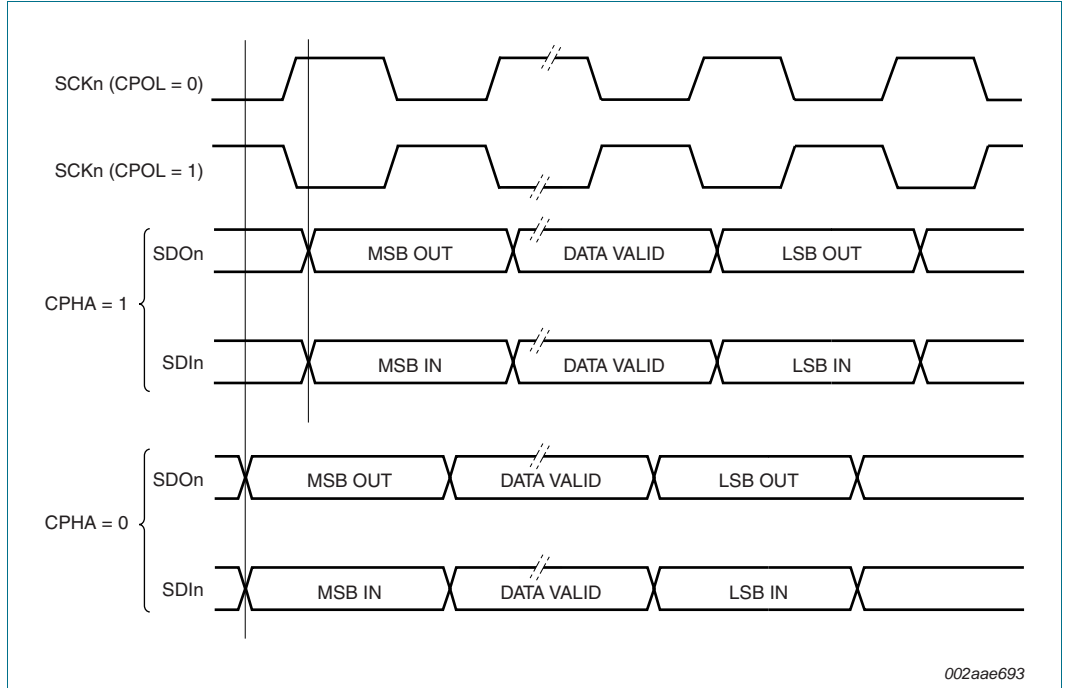 SCKn (CPOL = 0)
SCKn (CPOL = 1)
SDOn
MSB OUT
DATA VALID
LSB OUT
CPHA = 1
SDIn
MSB IN
DATA VALID
LSB IN
SDOn
MSB OUT
DATA VALID
LSB OUT
CPHA = 0
SDIn
MSB IN
DATA VALID
LSB IN
002aae693